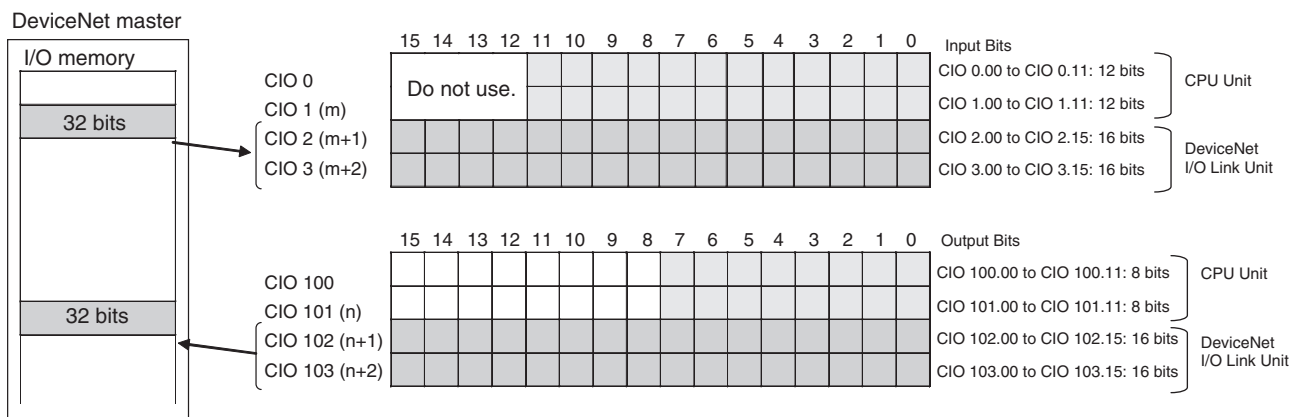 DeviceNet master
I/O memory
32 bits
32 bits
15 14 13 12 11 10 9 8 7 6 5 4 3 2 1 0 Input Bits
CIO 0
CIO 1 (m)
CIO 2 (m+1)
CIO 3 (m+2)
Do not use.
CIO 0.00 to CIO 0.11: 12 bits
CIO 1.00 to CIO 1.11: 12 bits
CIO 2.00 to CIO 2.15: 16 bits
CIO 3.00 to CIO 3.15: 16 bits
CPU Unit
DeviceNet
I/O Link Unit
15 14 13 12 11 10 9 8 7 6 5 4 3 2 1 0 Output Bits
CIO 100
CIO 101 (n)
CIO 102 (n+1)
CIO 103 (n+2)
CIO 100.00 to CIO 100.11: 8 bits
CIO 101.00 to CIO 101.11: 8 bits
CIO 102.00 to CIO 102.15: 16 bits
CIO 103.00 to CIO 103.15: 16 bits
CPU Unit
DeviceNet
I/O Link Unit